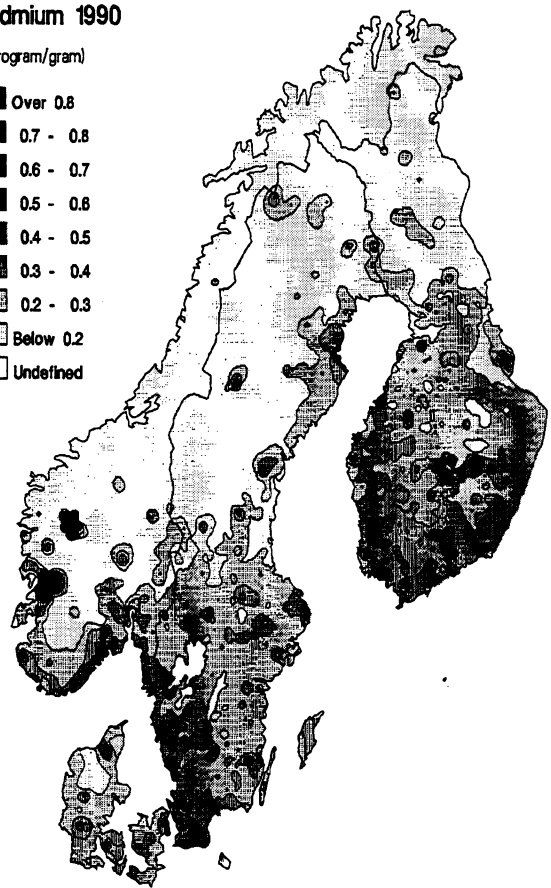 dmium 1990
rogram/gram)
Over 0.8
0.7 - 0.8
0.6 - 0.7
0.5 - 0.6
0.4 - 0.5
0.3 - 0.4
0.2 - 0.3
Below 0.2
Undefined